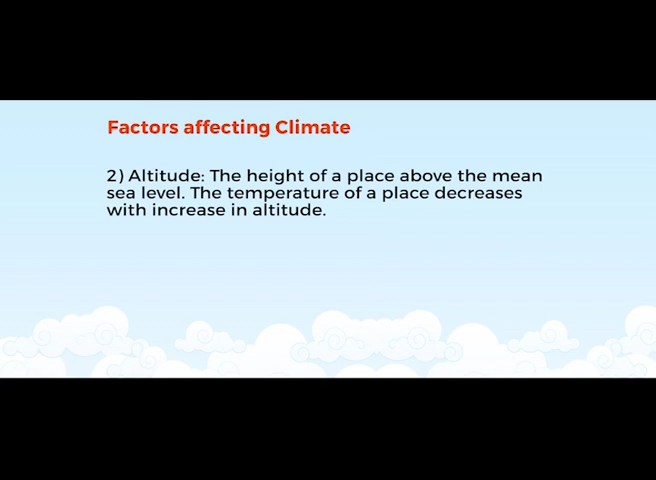 Factors affecting Climate
2) Altitude: The height of a place above the mean
sea level. The temperature of a place decreases
with increase in altitude.